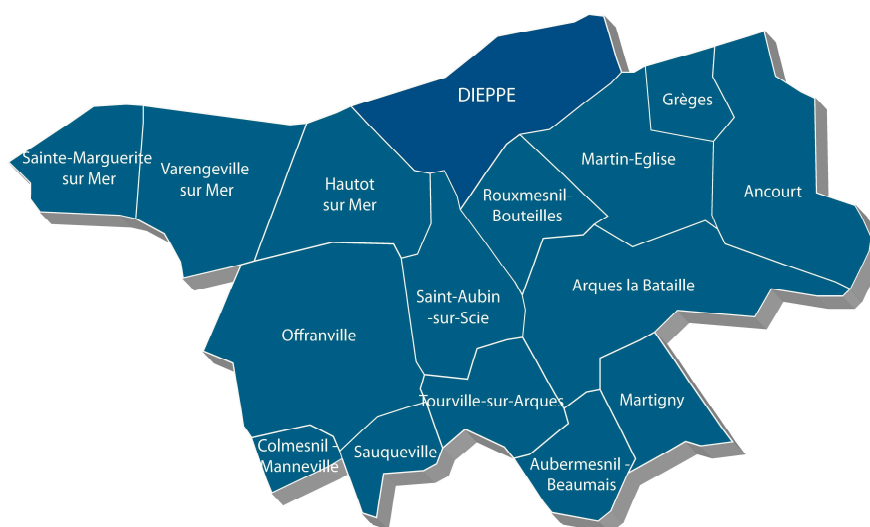 DIEPPE
Grèges
Sainte-Marguerite
sur Mer
Varengeville
sur Mer
Hautot
sur Mer
Rouxmesnil-
Bouteilles
Martin-Eglise
Ancourt
Saint-Aubin
-sur-Scie
Arques la Bataille
Offranville
Tourville-sur-Arques
Martigny
Colmesnil -
Manneville
Sauqueville
Aubermesnil -
Beaumais